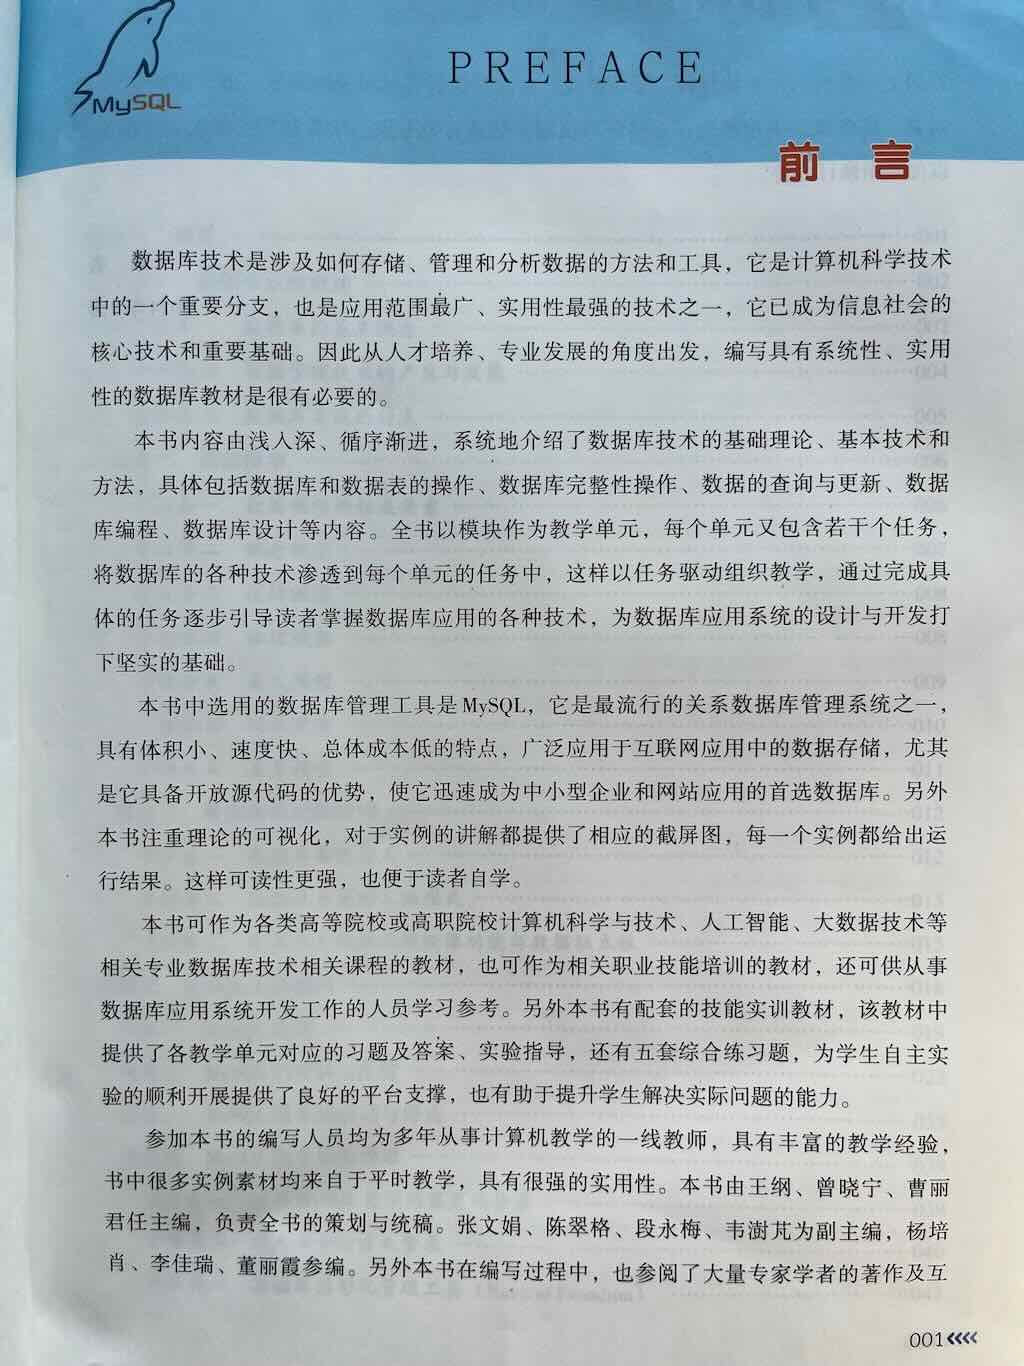 MySQL
PREFACE
前 言
数据库技术是涉及如何存储、管理和分析数据的方法和工具，它是计算机科学技术
中的一个重要分支，也是应用范围最广、实用性最强的技术之一，它已成为信息社会的
核心技术和重要基础。因此从人才培养、专业发展的角度出发，编写具有系统性、实用
性的数据库教材是很有必要的。
本书内容由浅入深、循序渐进，系统地介绍了数据库技术的基础理论、基本技术和
方法，具体包括数据库和数据表的操作、数据库完整性操作、数据的查询与更新、数据
库编程、数据库设计等内容。全书以模块作为教学单元，每个单元又包含若干个任务，
将数据库的各种技术渗透到每个单元的任务中，这样以任务驱动组织教学，通过完成具
体的任务逐步引导读者掌握数据库应用的各种技术，为数据库应用系统的设计与开发打
下坚实的基础。
本书中选用的数据库管理工具是MySQL，它是最流行的关系数据库管理系统之一，
具有体积小、速度快、总体成本低的特点，广泛应用于互联网应用中的数据存储，尤其
是它具备开放源代码的优势，使它迅速成为中小型企业和网站应用的首选数据库。另外
本书注重理论的可视化，对于实例的讲解都提供了相应的截屏图，每一个实例都给出运
行结果。这样可读性更强，也便于读者自学。
本书可作为各类高等院校或高职院校计算机科学与技术、人工智能、大数据技术等
相关专业数据库技术相关课程的教材，也可作为相关职业技能培训的教材，还可供从事
数据库应用系统开发工作的人员学习参考。另外本书有配套的技能实训教材，该教材中
提供了各教学单元对应的习题及答案、实验指导，还有五套综合练习题，为学生自主实
验的顺利开展提供了良好的平台支撑，也有助于提升学生解决实际问题的能力。
参加本书的编写人员均为多年从事计算机教学的一线教师，具有丰富的教学经验，
书中很多实例素材均来自于平时教学，具有很强的实用性。本书由王纲、曾晓宁、曹丽
君任主编，负责全书的策划与统稿。张文娟、陈翠格、段永梅、韦澍芃为副主编，杨培
肖、李佳瑞、董丽霞参编。另外本书在编写过程中，也参阅了大量专家学者的著作及互
001